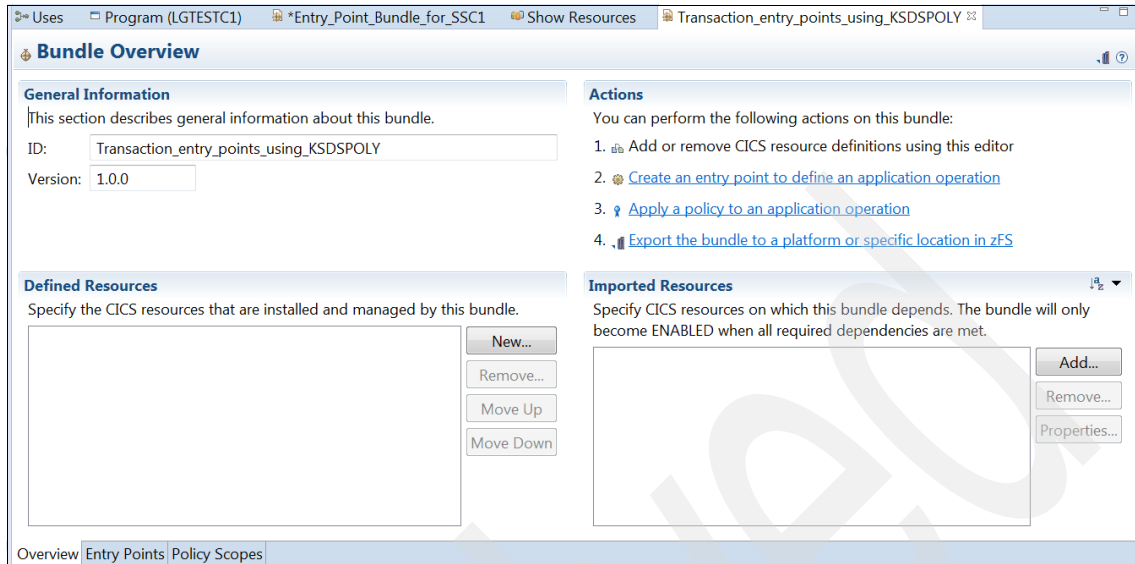 Uses
Program (LGTESTC1)
*Entry_Point_Bundle_for_SSC1
Show Resources
Transaction_entry_points_using_KSDSPOLY
Bundle Overview
General Information
This section describes general information about this bundle.
ID: Transaction_entry_points_using_KSDSPOLY
Version: 1.0.0
Actions
You can perform the following actions on this bundle:
1. Add or remove CICS resource definitions using this editor
2. Create an entry point to define an application operation
3. Apply a policy to an application operation
4. Export the bundle to a platform or specific location in zFS
Defined Resources
Specify the CICS resources that are installed and managed by this bundle.
New...
Remove...
Move Up
Move Down
Imported Resources
Specify CICS resources on which this bundle depends. The bundle will only
become ENABLED when all required dependencies are met.
Add...
Remove...
Properties...
Overview
Entry Points
Policy Scopes